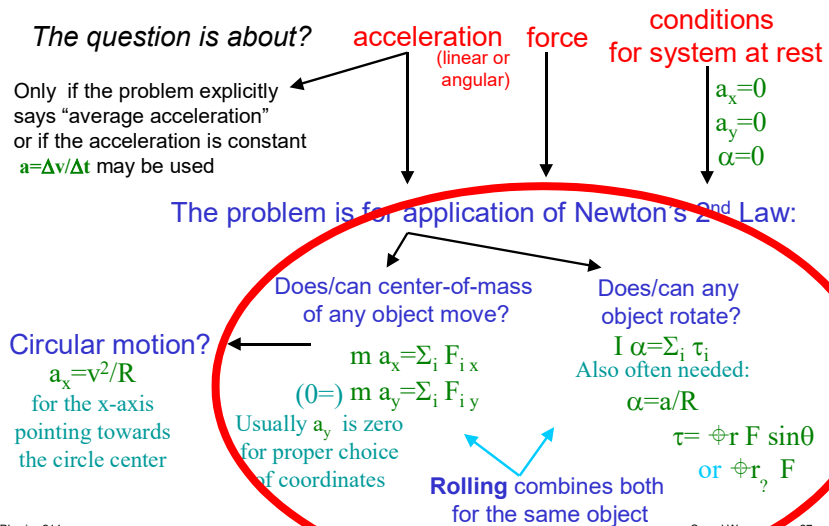 The question is about?
acceleration
(linear or
angular)
force
conditions
for system at rest
aₓ=0
a_y=0
α=0
Only if the problem explicitly
says “average acceleration”
or if the acceleration is constant
a=Δv/Δt may be used
The problem is for application of Newton's 2nd Law:
Does/can center-of-mass
of any object move?
m aₓ=Σᵢ Fᵢ ₓ
(0=) m a_y=Σᵢ Fᵢ _y
Usually a_y is zero
for proper choice
of coordinates
Does/can any
object rotate?
I α=Σᵢ τᵢ
Also often needed:
α=a/R
τ= r F sinθ
or r_? F
Circular motion?
aₓ=v²/R
for the x-axis
pointing towards
the circle center
Rolling combines both
for the same object